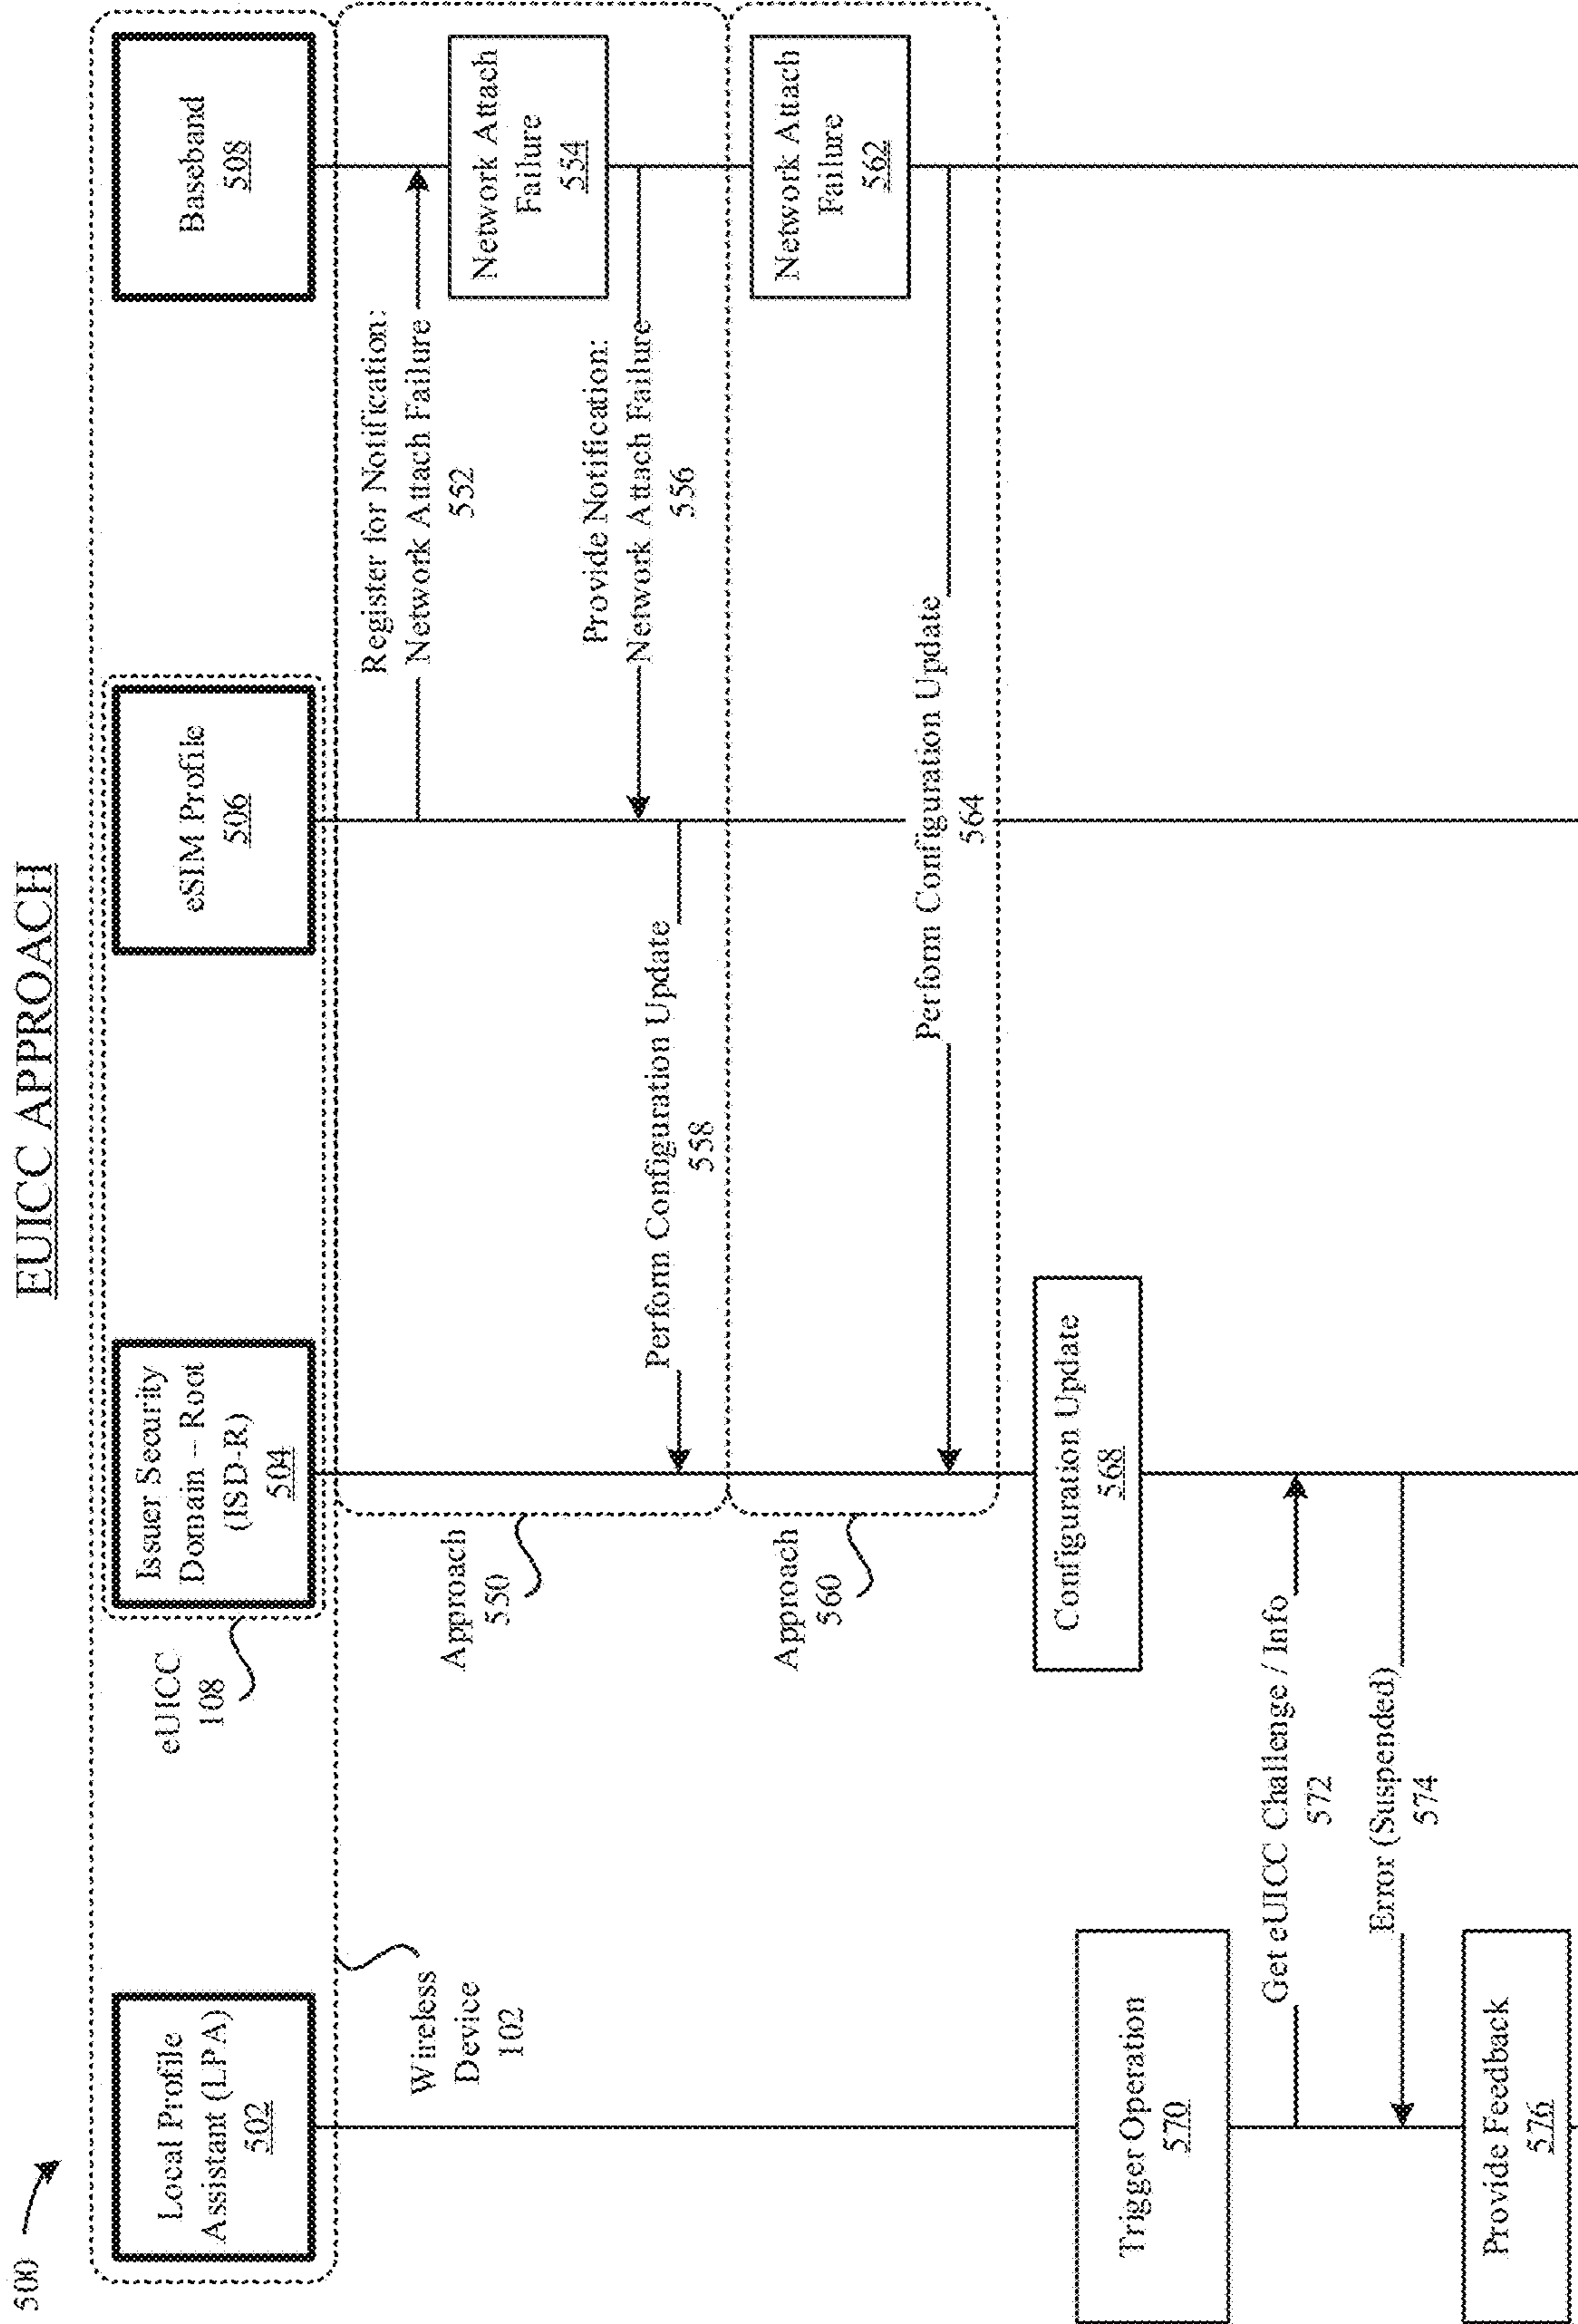 500
EUICC APPROACH
Local Profile
Assistant (LPA)
502
Issuer Security
Domain – Root
(ISD-R)
504
eSIM Profile
506
Baseband
508
eUICC
108
Wireless
Device
102
Approach
550
Register for Notification:
Network Attach Failure
552
Network Attach
Failure
554
Provide Notification:
Network Attach Failure
556
Perform Configuration Update
558
Approach
560
Network Attach
Failure
562
Perform Configuration Update
564
Configuration Update
568
Trigger Operation
570
Get eUICC Challenge / Info
572
Error (Suspended)
574
Provide Feedback
576